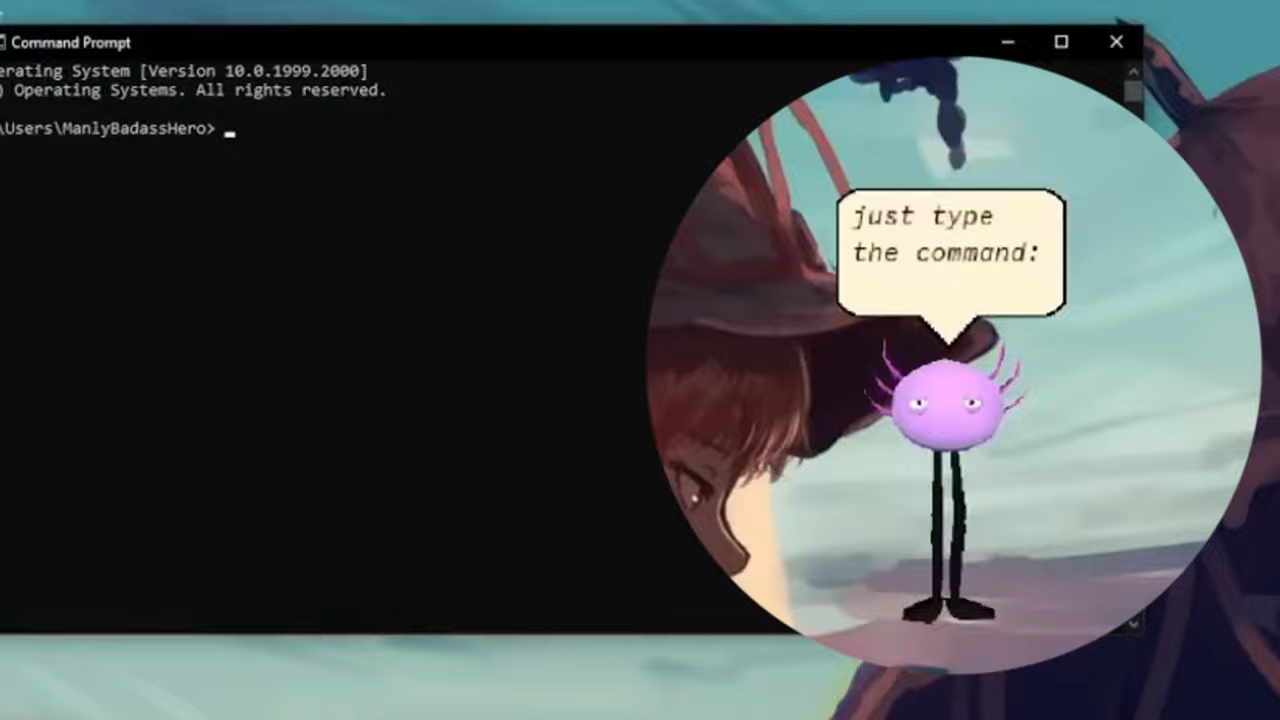 Command Prompt
erating System [Version 10.0.1999.2000]
) Operating Systems. All rights reserved.
\Users\ManlyBadassHero>
just type
the command: